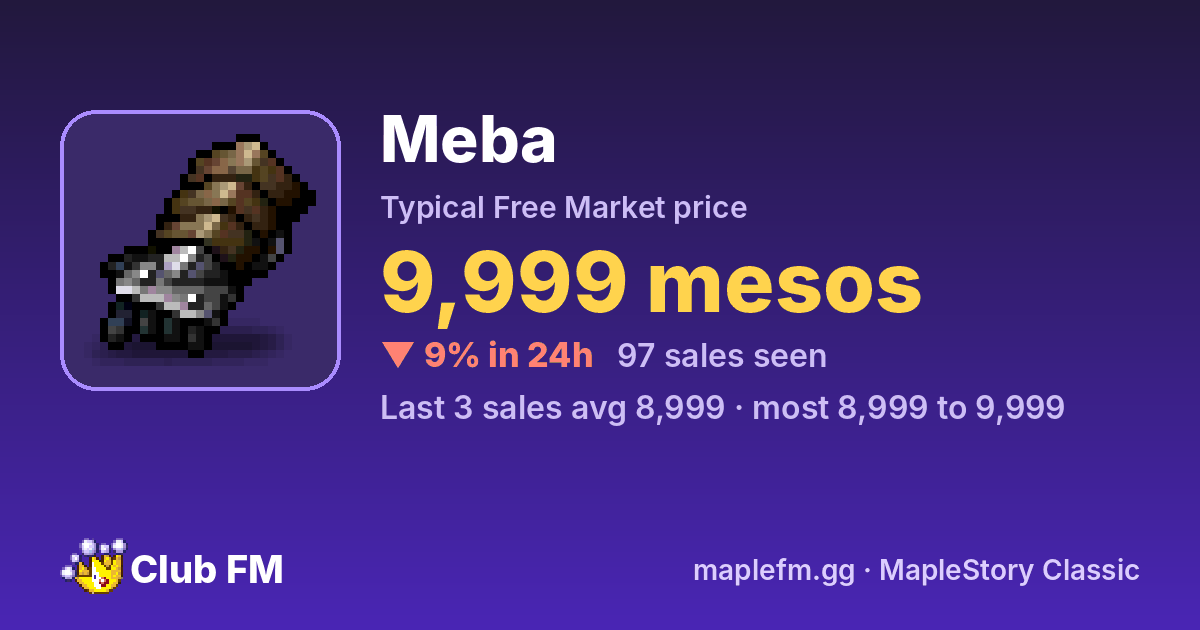 Meba
Typical Free Market price
9,999 mesos
▼ 9% in 24h 97 sales seen
Last 3 sales avg 8,999 · most 8,999 to 9,999
Club FM
maplefm.gg · MapleStory Classic